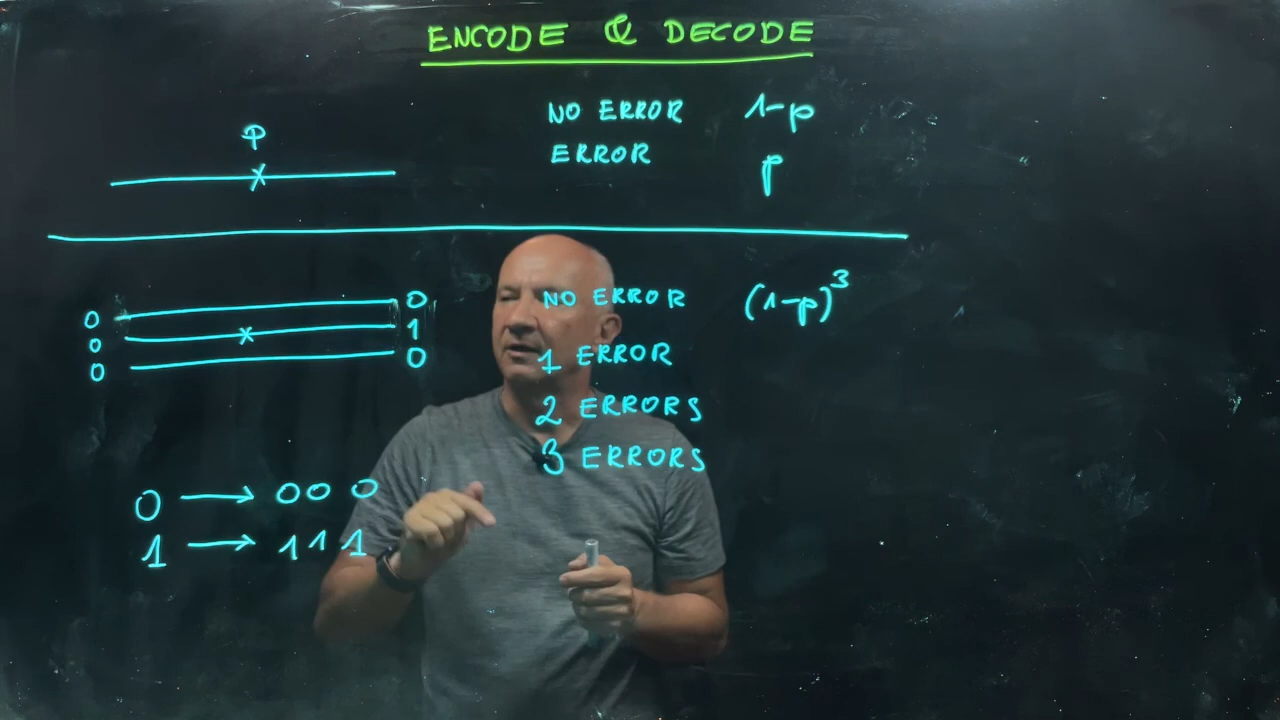 ENCODE & DECODE
NO ERROR 1-p
P
ERROR p
NO ERROR (1-p)³
0 0
0 1
0 0
1 ERROR
2 ERRORS
3 ERRORS
0 → 000
1 → 111